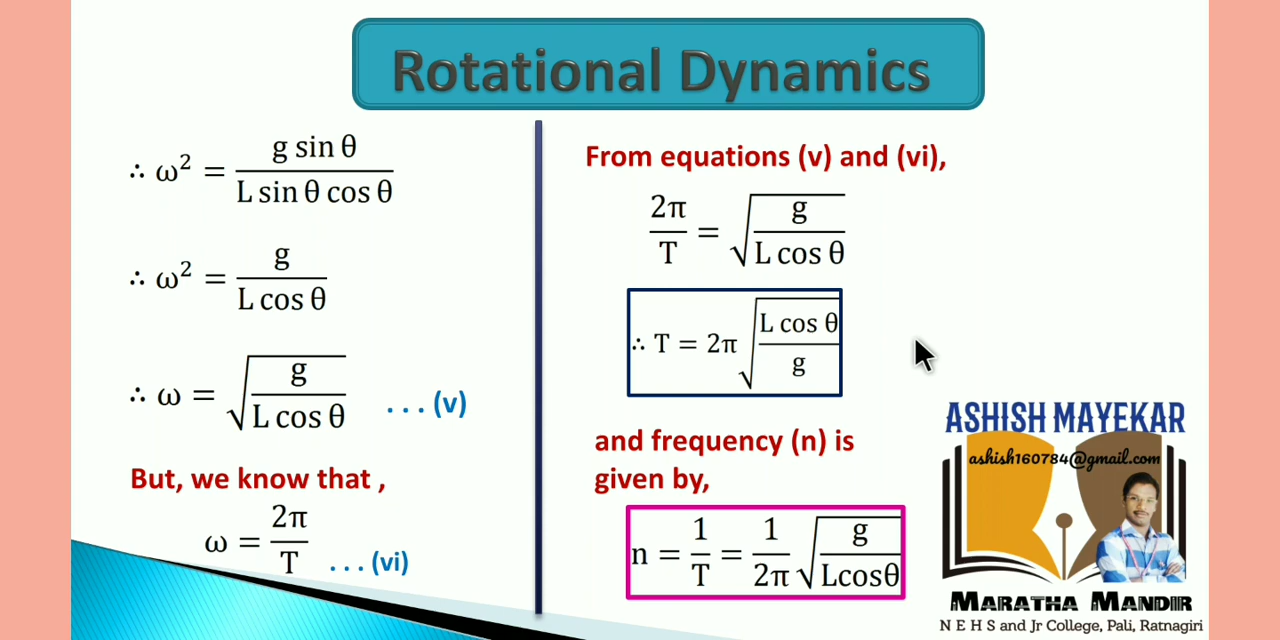 Rotational Dynamics
∴ ω² = g sin θ / L sin θ cos θ
∴ ω² = g / L cos θ
∴ ω = √(g / L cos θ) . . . (v)
But, we know that ,
ω = 2π / T . . . (vi)
From equations (v) and (vi),
2π / T = √(g / L cos θ)
∴ T = 2π √(L cos θ / g)
and frequency (n) is
given by,
n = 1 / T = 1 / 2π √(g / Lcosθ)
ASHISH MAYEKAR
ashish160784@gmail.com
MARATHA MANDIR
N E H S and Jr College, Pali, Ratnagiri